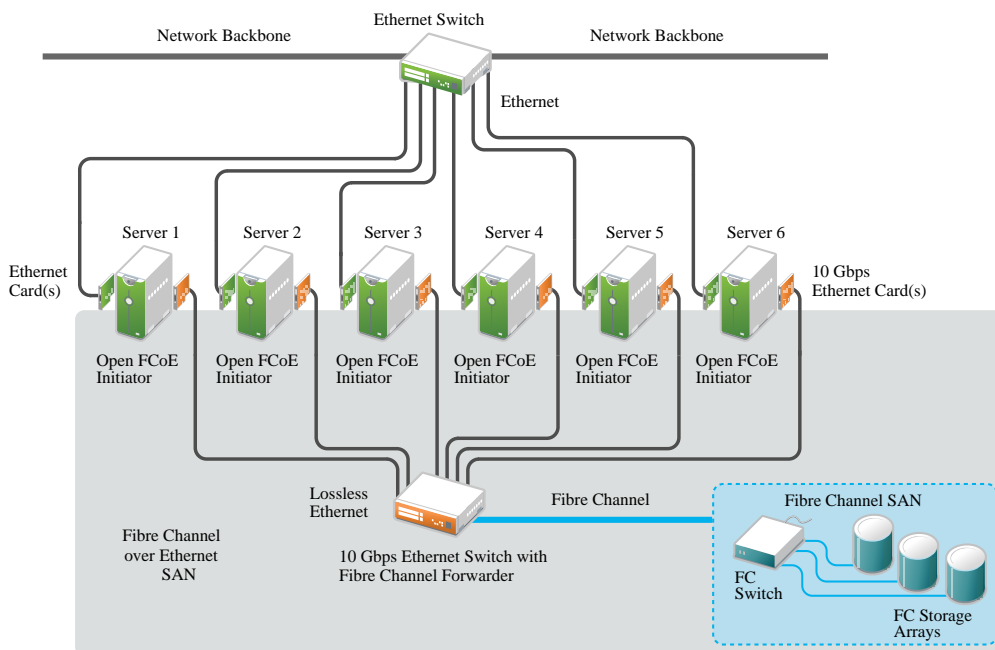 Ethernet Switch
Network Backbone
Network Backbone
Ethernet
Server 1
Server 2
Server 3
Server 4
Server 5
Server 6
Ethernet
Card(s)
10 Gbps
Ethernet Card(s)
Open FCoE
Initiator
Open FCoE
Initiator
Open FCoE
Initiator
Open FCoE
Initiator
Open FCoE
Initiator
Open FCoE
Initiator
Lossless
Ethernet
Fibre Channel
Fibre Channel SAN
Fibre Channel
over Ethernet
SAN
10 Gbps Ethernet Switch with
Fibre Channel Forwarder
FC
Switch
FC Storage
Arrays